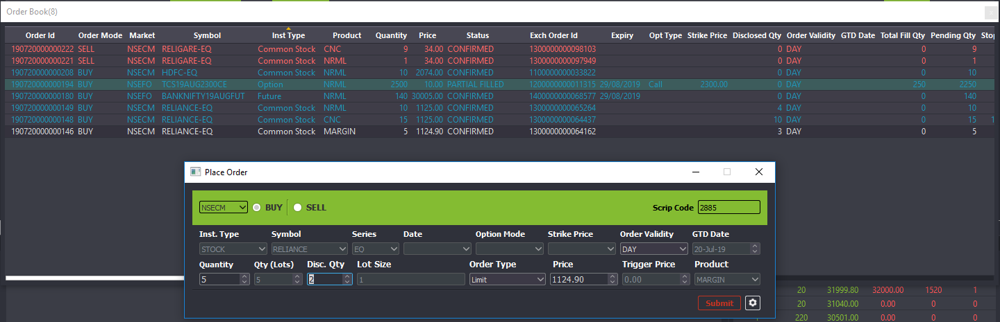 Order Book(8)
Order Id Order Mode Market Symbol Inst Type Product Quantity Price Status Exch Order Id Expiry Opt Type Strike Price Disclosed Qty Order Validity GTD Date Total Fill Qty Pending Qty Stop
190720000000222 SELL NSECM RELIGARE-EQ Common Stock CNC 9 34.00 CONFIRMED 1300000000098103 0 DAY 0 9
190720000000221 SELL NSECM RELIGARE-EQ Common Stock NRML 1 34.00 CONFIRMED 1300000000097949 0 DAY 0 1
190720000000208 BUY NSECM HDFC-EQ Common Stock NRML 10 2074.00 CONFIRMED 1100000000033822 0 DAY 0 10
190720000000194 BUY NSEFO TCS19AUG2300CE Option NRML 2500 10.00 PARTIAL FILLED 1200000000011315 29/08/2019 Call 2300.00 0 DAY 250 2250
190720000000180 BUY NSEFO BANKNIFTY19AUGFUT Future NRML 140 30005.00 CONFIRMED 1400000000068577 29/08/2019 0 DAY 0 140
190720000000149 BUY NSECM RELIANCE-EQ Common Stock NRML 10 1125.00 CONFIRMED 1300000000065264 4 DAY 0 10
190720000000148 BUY NSECM RELIANCE-EQ Common Stock CNC 15 1125.00 CONFIRMED 1300000000064437 10 DAY 0 15 1
190720000000146 BUY NSECM RELIANCE-EQ Common Stock MARGIN 5 1124.90 CONFIRMED 1300000000064162 3 DAY 0 5
Place Order
NSECM BUY SELL Scrip Code 2885
Inst. Type Symbol Series Date Option Mode Strike Price Order Validity GTD Date
STOCK RELIANCE EQ DAY 20-Jul-19
Quantity Qty (Lots) Disc. Qty Lot Size Order Type Price Trigger Price Product
5 5 2 1 Limit 1124.90 0.00 MARGIN
Submit
20 31999.80 32000.00 1520 1
20 31040.00 0.00 0 0
220 30501.00 0.00 0 0